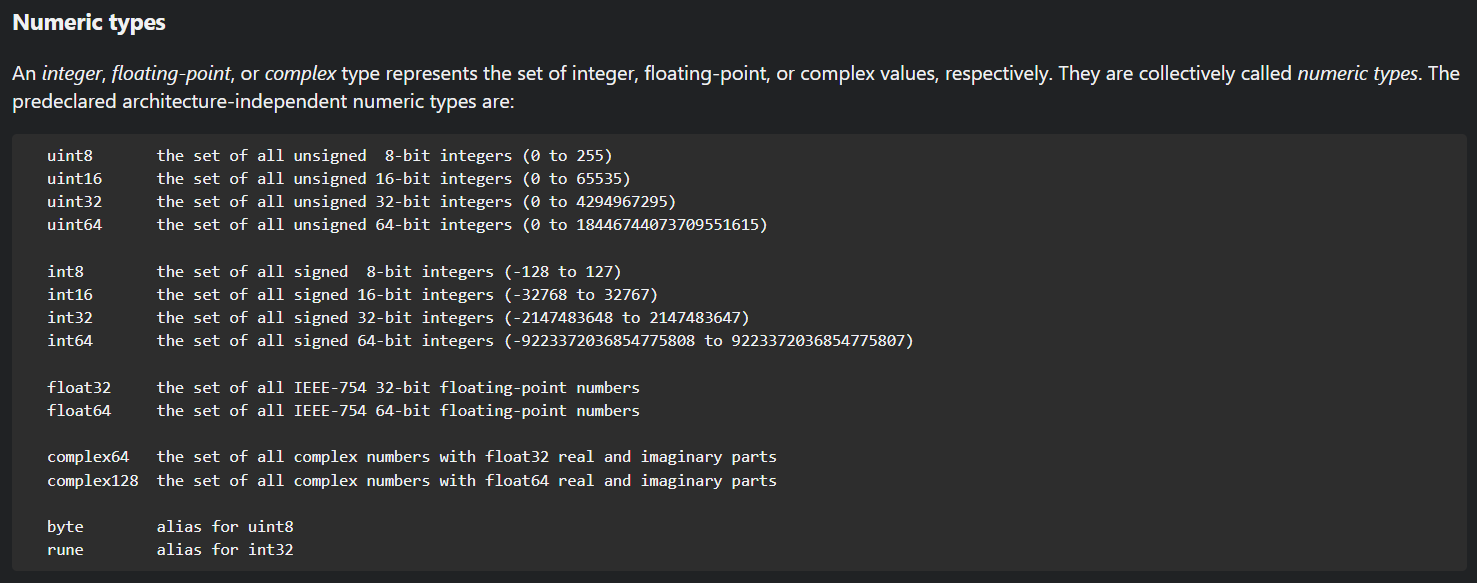 Numeric types
An integer, floating-point, or complex type represents the set of integer, floating-point, or complex values, respectively. They are collectively called numeric types. The
predeclared architecture-independent numeric types are:
uint8       the set of all unsigned  8-bit integers (0 to 255)
uint16      the set of all unsigned 16-bit integers (0 to 65535)
uint32      the set of all unsigned 32-bit integers (0 to 4294967295)
uint64      the set of all unsigned 64-bit integers (0 to 18446744073709551615)
int8        the set of all signed  8-bit integers (-128 to 127)
int16       the set of all signed 16-bit integers (-32768 to 32767)
int32       the set of all signed 32-bit integers (-2147483648 to 2147483647)
int64       the set of all signed 64-bit integers (-9223372036854775808 to 9223372036854775807)
float32     the set of all IEEE-754 32-bit floating-point numbers
float64     the set of all IEEE-754 64-bit floating-point numbers
complex64   the set of all complex numbers with float32 real and imaginary parts
complex128  the set of all complex numbers with float64 real and imaginary parts
byte        alias for uint8
rune        alias for int32